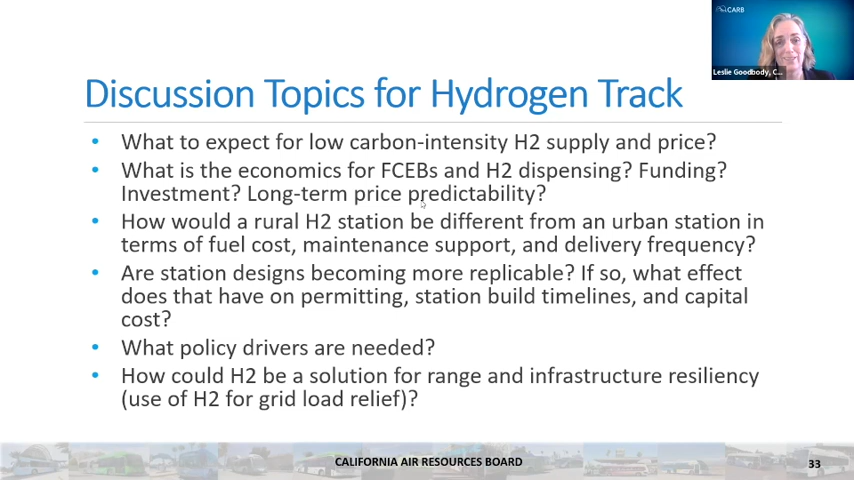 CARB
Leslie Goodbody, C...
Discussion Topics for Hydrogen Track
• What to expect for low carbon-intensity H2 supply and price?
• What is the economics for FCEBs and H2 dispensing? Funding?
Investment? Long-term price predictability?
• How would a rural H2 station be different from an urban station in
terms of fuel cost, maintenance support, and delivery frequency?
• Are station designs becoming more replicable? If so, what effect
does that have on permitting, station build timelines, and capital
cost?
• What policy drivers are needed?
• How could H2 be a solution for range and infrastructure resiliency
(use of H2 for grid load relief)?
CALIFORNIA AIR RESOURCES BOARD
33